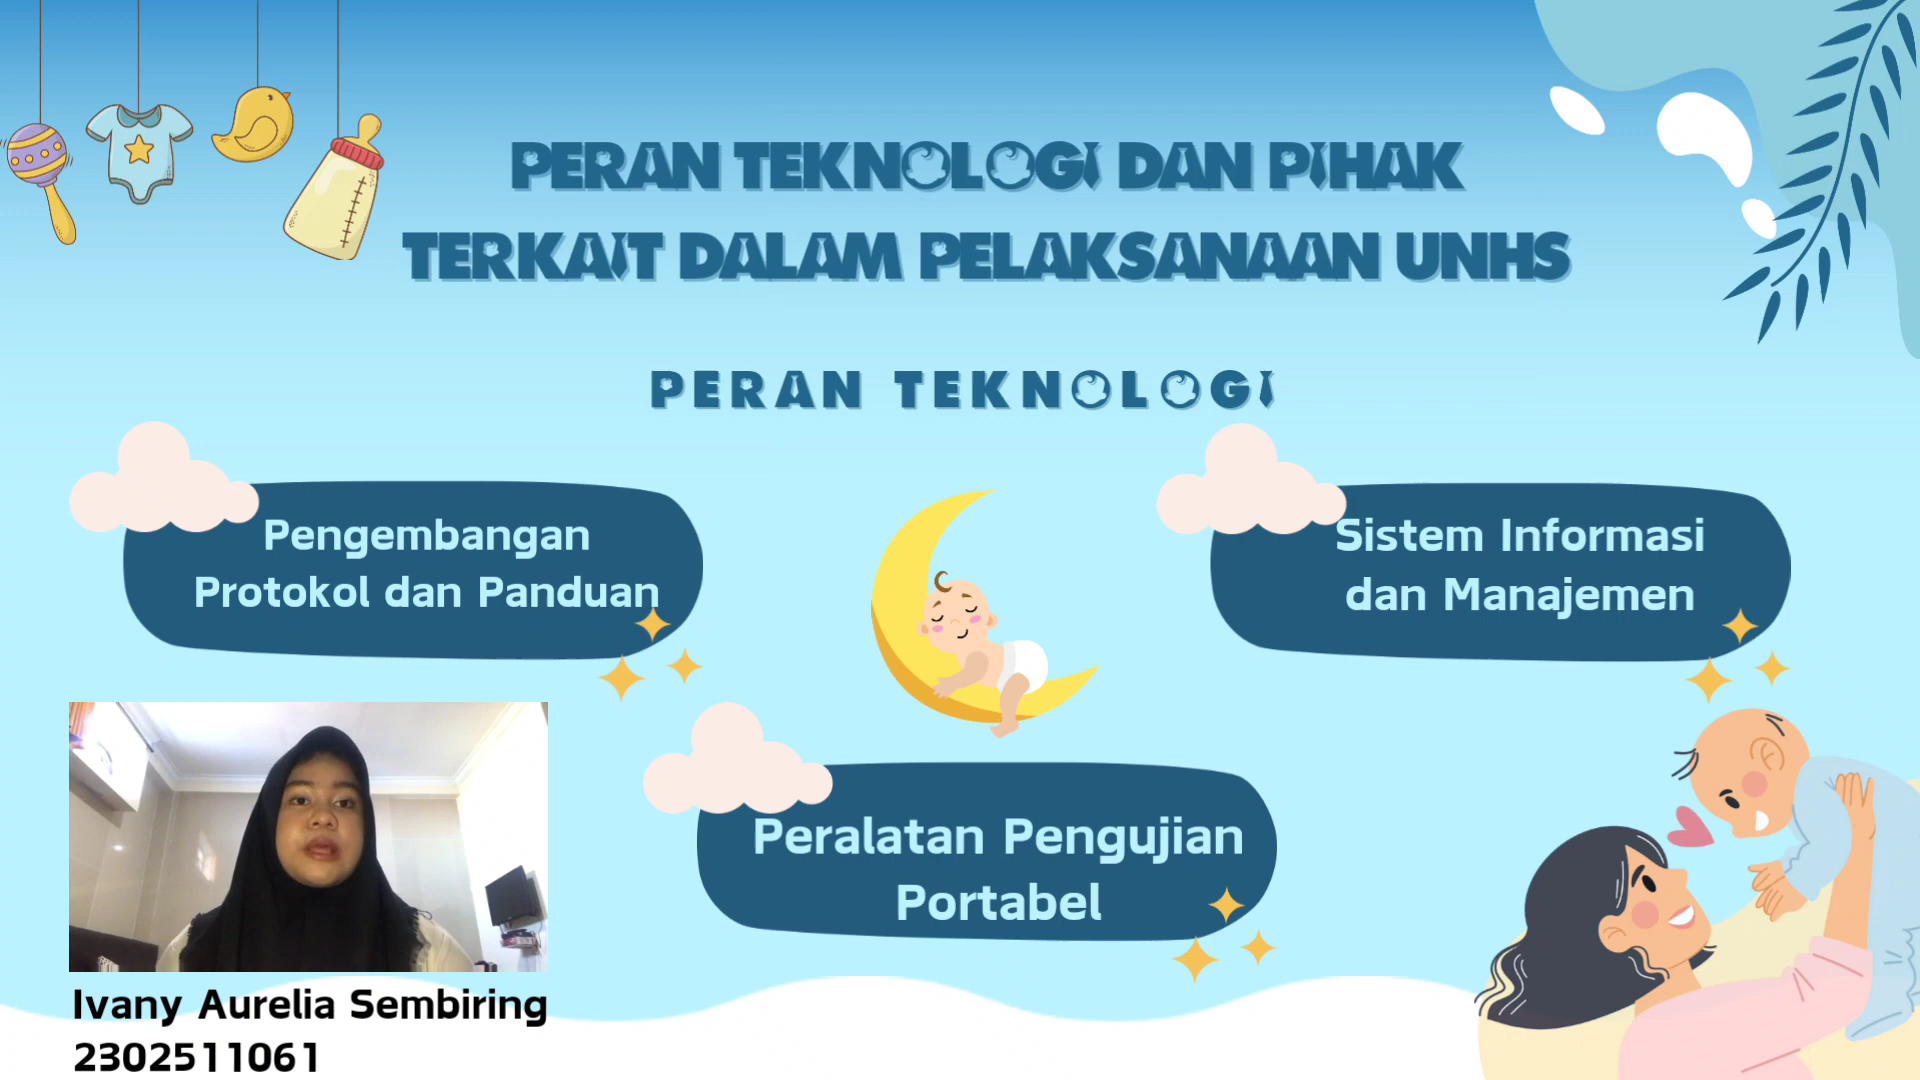 PERAN TEKNOLOGI DAN PIHAK
TERKAIT DALAM PELAKSANAAN UNHS
PERAN TEKNOLOGI
Pengembangan
Protokol dan Panduan
Sistem Informasi
dan Manajemen
Peralatan Pengujian
Portabel
Ivany Aurelia Sembiring
2302511061